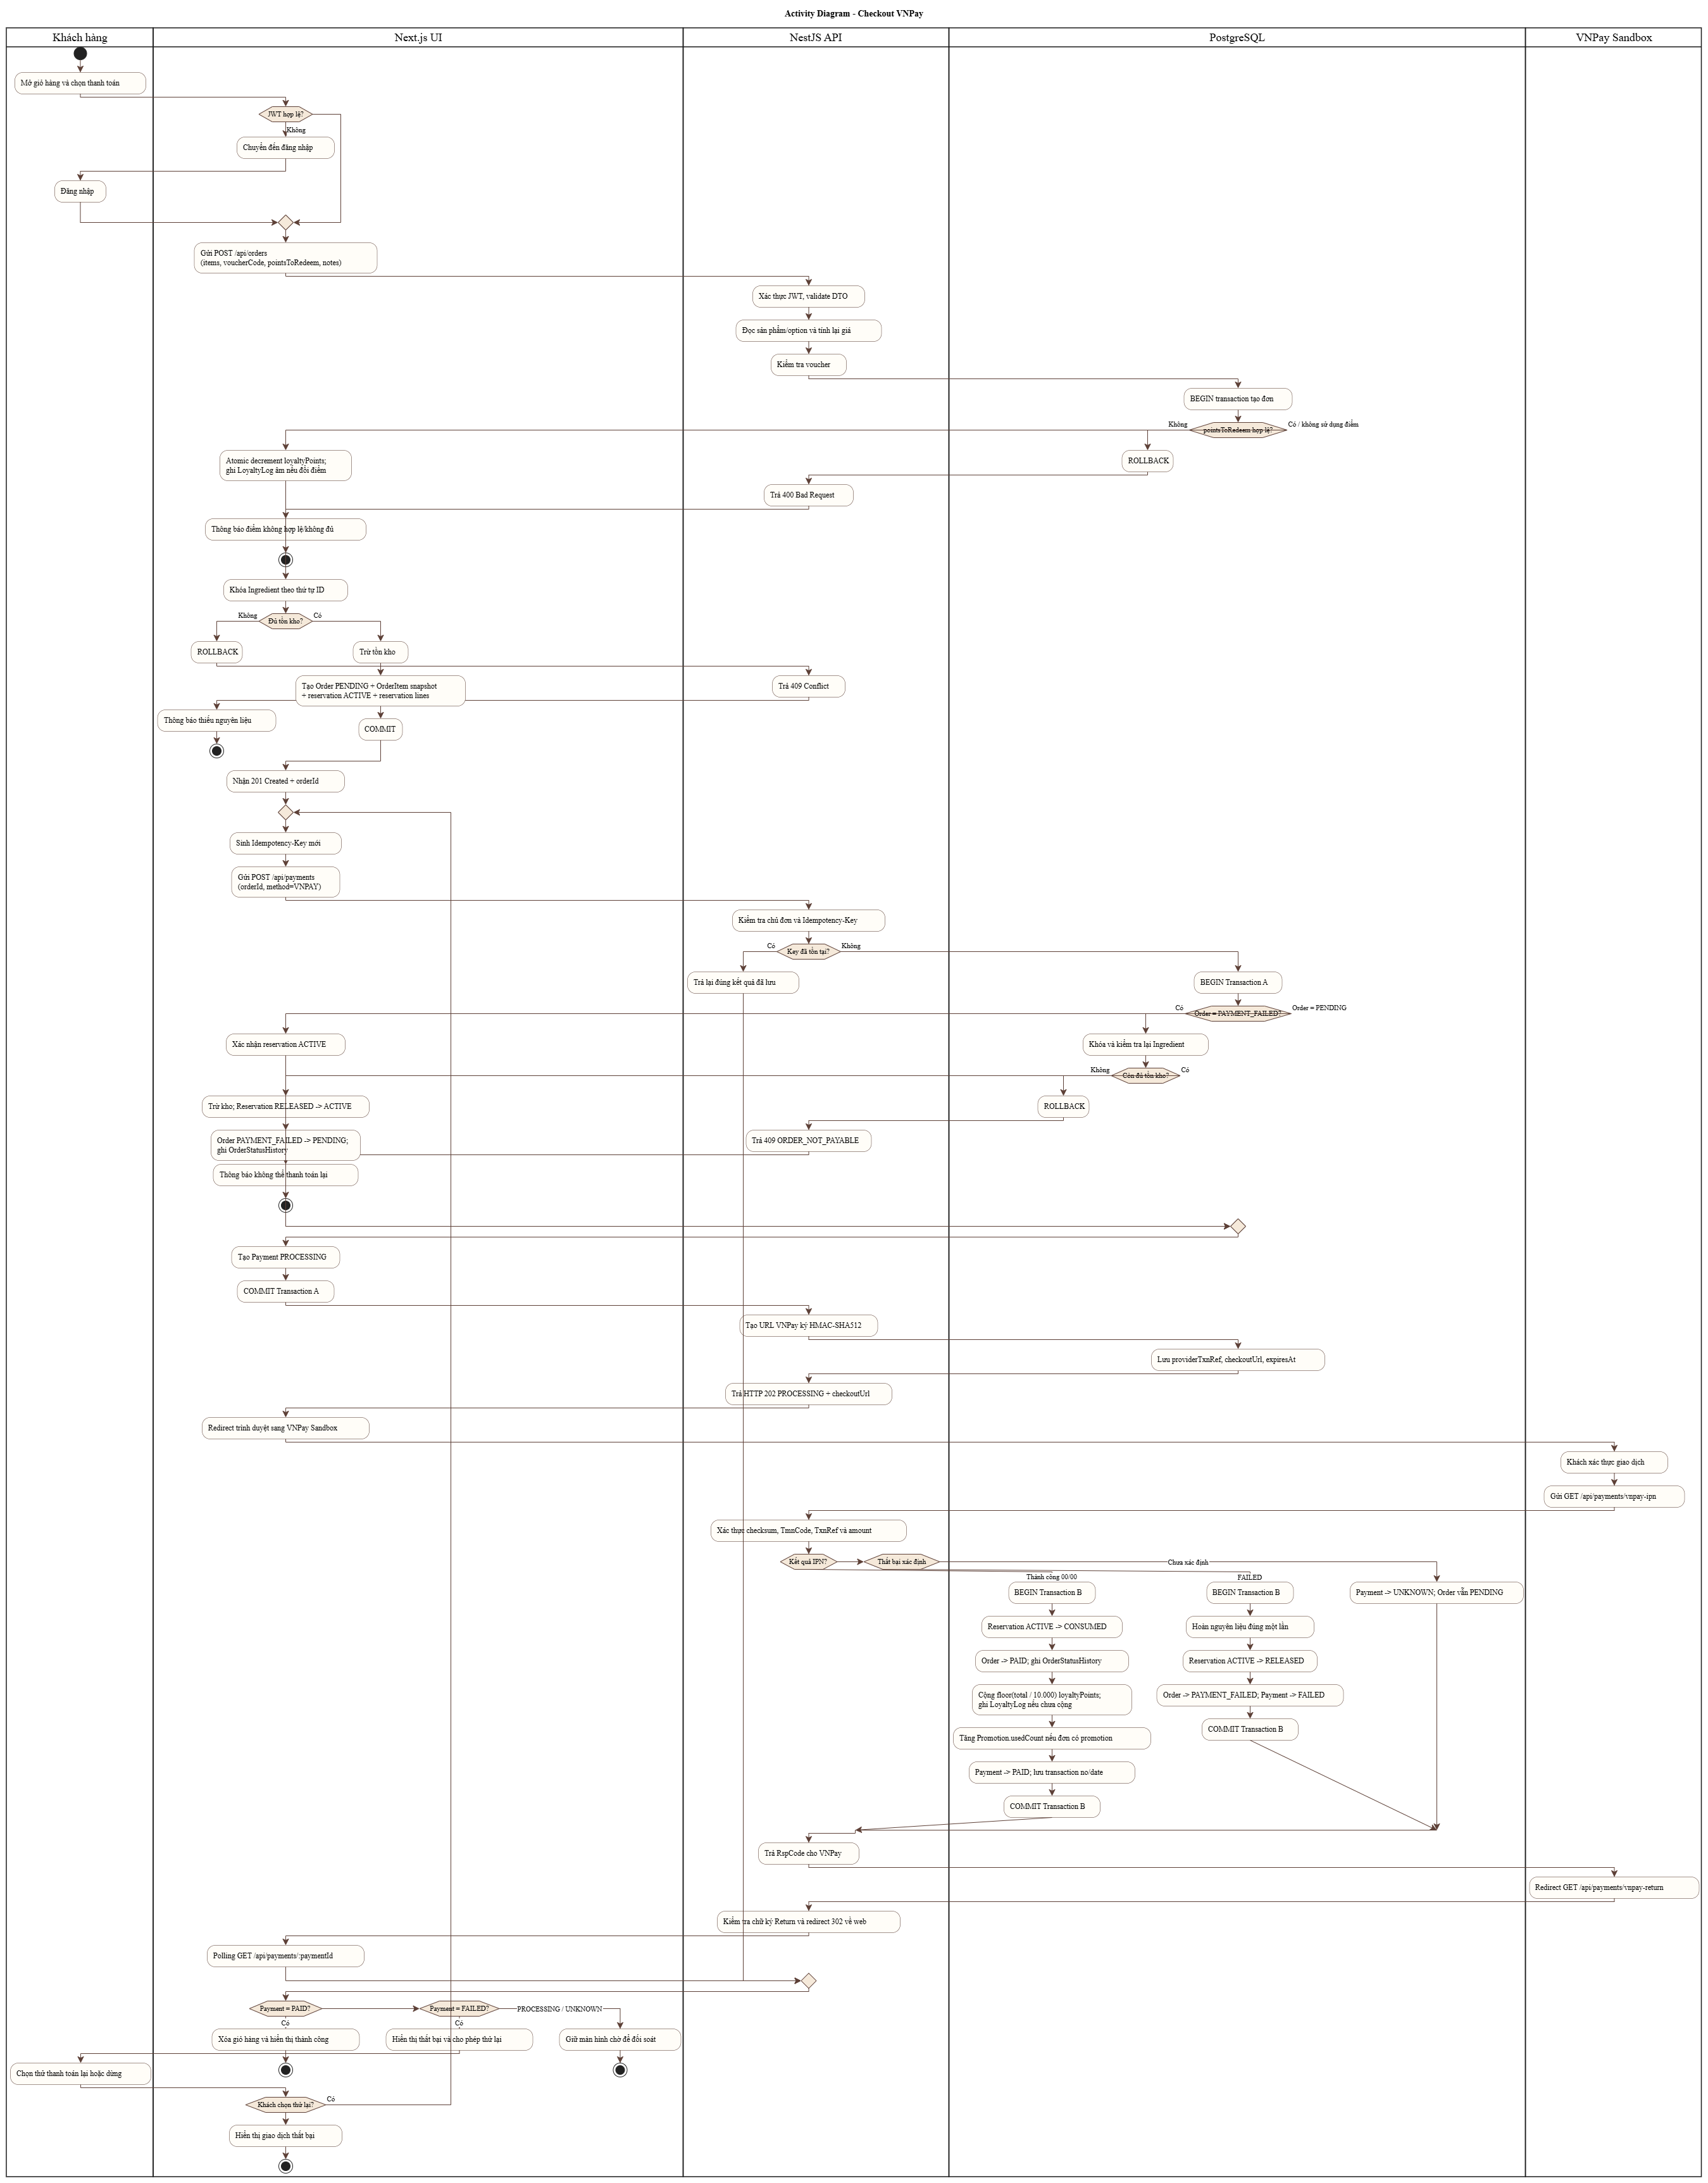 Activity Diagram - Checkout VNPay
Khách hàng
Next.js UI
NestJS API
PostgreSQL
VNPay Sandbox
Mở giỏ hàng và chọn thanh toán
JWT hợp lệ?
Không
Chuyển đến đăng nhập
Đăng nhập
Gửi POST /api/orders
(items, voucherCode, pointsToRedeem, notes)
Xác thực JWT, validate DTO
Đọc sản phẩm/option và tính lại giá
Kiểm tra voucher
BEGIN transaction tạo đơn
Không
pointsToRedeem hợp lệ?
Có / không sử dụng điểm
Atomic decrement loyaltyPoints;
ghi LoyaltyLog âm nếu đổi điểm
ROLLBACK
Trả 400 Bad Request
Thông báo điểm không hợp lệ/không đủ
Khóa Ingredient theo thứ tự ID
Không
Đủ tồn kho?
Có
ROLLBACK
Trừ tồn kho
Tạo Order PENDING + OrderItem snapshot
+ reservation ACTIVE + reservation lines
Trả 409 Conflict
Thông báo thiếu nguyên liệu
COMMIT
Nhận 201 Created + orderId
Sinh Idempotency-Key mới
Gửi POST /api/payments
(orderId, method=VNPAY)
Kiểm tra chủ đơn và Idempotency-Key
Có
Key đã tồn tại?
Không
Trả lại đúng kết quả đã lưu
BEGIN Transaction A
Có
Order = PAYMENT_FAILED?
Order = PENDING
Xác nhận reservation ACTIVE
Khóa và kiểm tra lại Ingredient
Không
Còn đủ tồn kho?
Có
Trừ kho; Reservation RELEASED -> ACTIVE
ROLLBACK
Order PAYMENT_FAILED -> PENDING;
ghi OrderStatusHistory
Trả 409 ORDER_NOT_PAYABLE
Thông báo không thể thanh toán lại
Tạo Payment PROCESSING
COMMIT Transaction A
Tạo URL VNPay ký HMAC-SHA512
Lưu providerTxnRef, checkoutUrl, expiresAt
Trả HTTP 202 PROCESSING + checkoutUrl
Redirect trình duyệt sang VNPay Sandbox
Khách xác thực giao dịch
Gửi GET /api/payments/vnpay-ipn
Xác thực checksum, TmnCode, TxnRef và amount
Kết quả IPN?
Thất bại xác định
Chưa xác định
Thành công 00/00
FAILED
BEGIN Transaction B
BEGIN Transaction B
Payment -> UNKNOWN; Order vẫn PENDING
Reservation ACTIVE -> CONSUMED
Hoàn nguyên liệu đúng một lần
Order -> PAID; ghi OrderStatusHistory
Reservation ACTIVE -> RELEASED
Cộng floor(total / 10.000) loyaltyPoints;
ghi LoyaltyLog nếu chưa cộng
Order -> PAYMENT_FAILED; Payment -> FAILED
Tăng Promotion.usedCount nếu đơn có promotion
COMMIT Transaction B
Payment -> PAID; lưu transaction no/date
COMMIT Transaction B
Trả RspCode cho VNPay
Redirect GET /api/payments/vnpay-return
Kiểm tra chữ ký Return và redirect 302 về web
Polling GET /api/payments/:paymentId
Payment = PAID?
Payment = FAILED?
PROCESSING / UNKNOWN
Có
Có
Xóa giỏ hàng và hiển thị thành công
Hiển thị thất bại và cho phép thử lại
Giữ màn hình chờ để đối soát
Chọn thử thanh toán lại hoặc dừng
Khách chọn thử lại?
Có
Hiển thị giao dịch thất bại